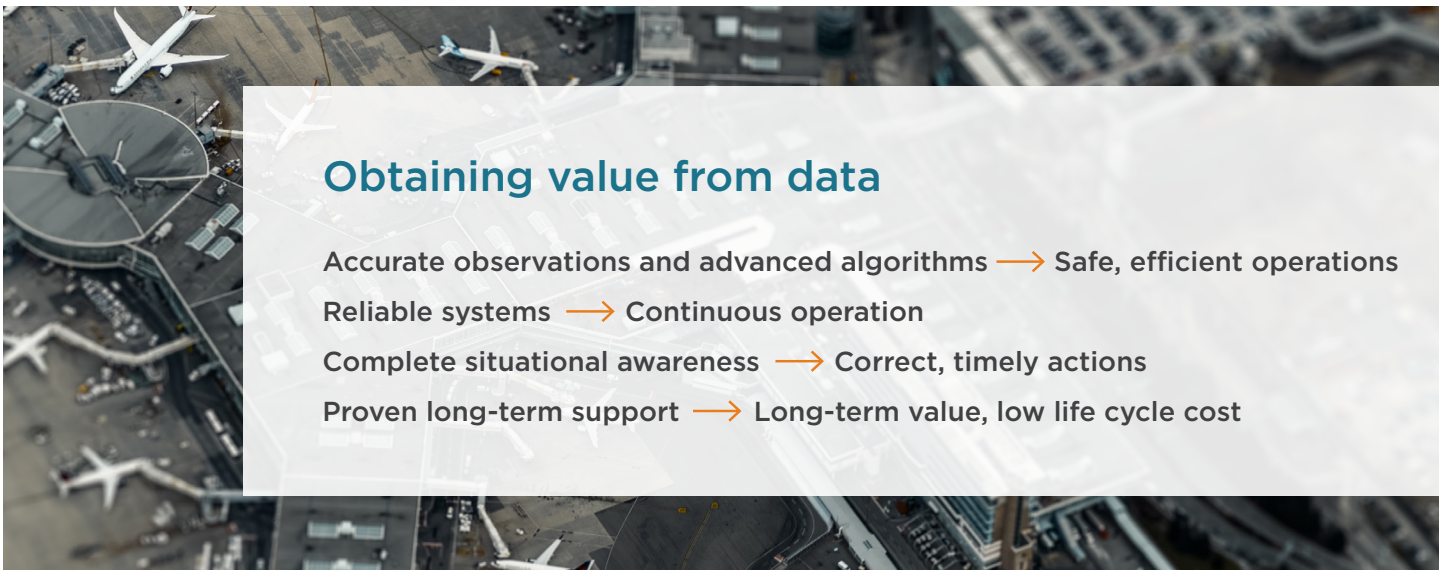 Obtaining value from data
Accurate observations and advanced algorithms → Safe, efficient operations
Reliable systems → Continuous operation
Complete situational awareness → Correct, timely actions
Proven long-term support → Long-term value, low life cycle cost